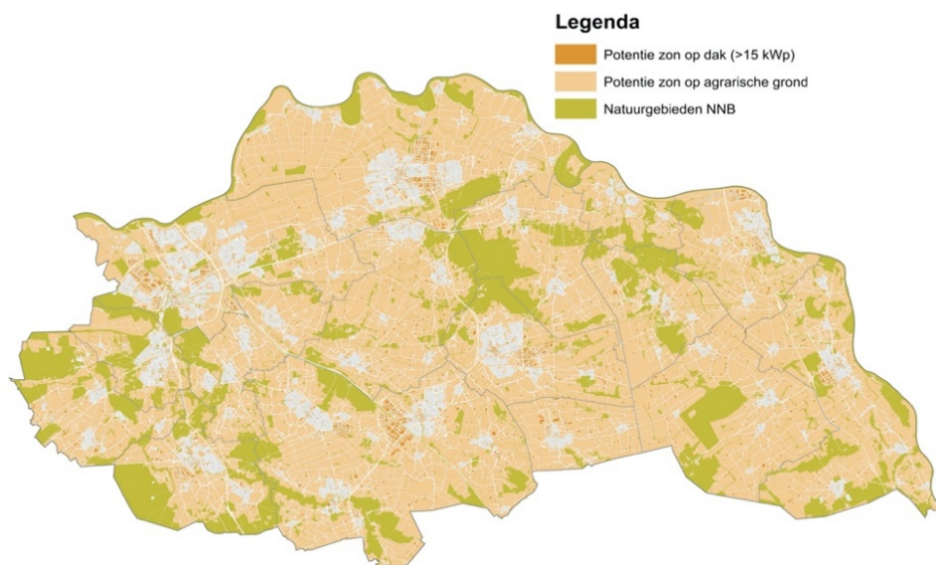 Legenda
Potentie zon op dak (>15 kWp)
Potentie zon op agrarische grond
Natuurgebieden NNB